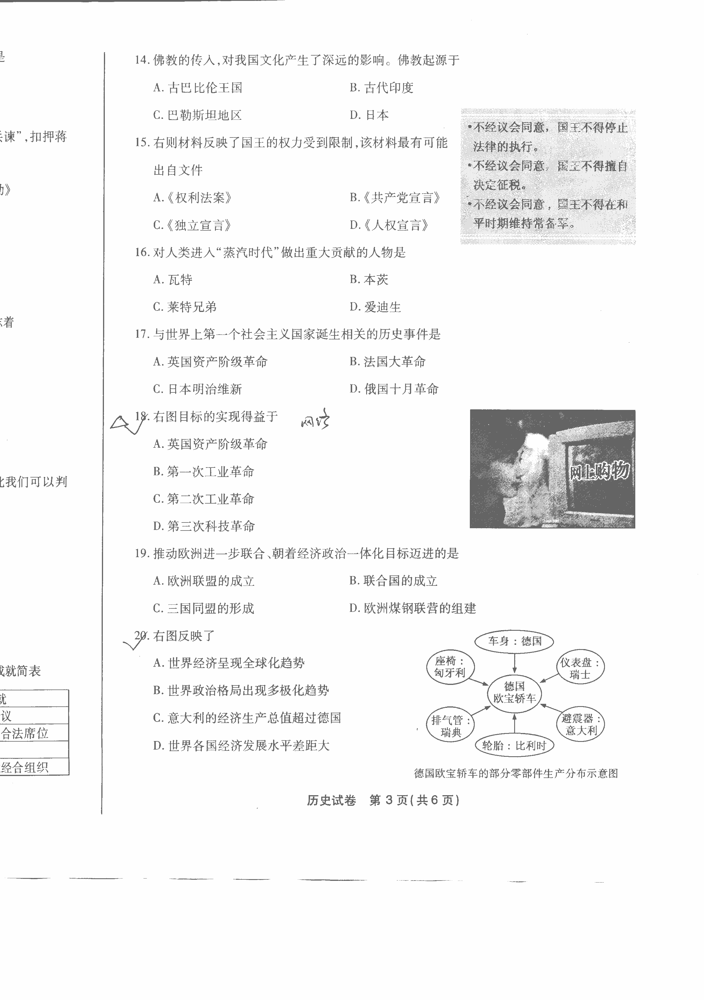 是
谏”,扣押蒋
》
着
我们可以判
就简表
就
议
合法席位
经合组织
14. 佛教的传入,对我国文化产生了深远的影响。佛教起源于
A. 古巴比伦王国 B. 古代印度
C. 巴勒斯坦地区 D. 日本
15. 右则材料反映了国王的权力受到限制,该材料最有可能
出自文件
A.《权利法案》 B.《共产党宣言》
C.《独立宣言》 D.《人权宣言》
•不经议会同意,国王不得停止
法律的执行。
•不经议会同意,国王不得擅自
决定征税。
•不经议会同意,国王不得在和
平时期维持常备军。
16. 对人类进入“蒸汽时代”做出重大贡献的人物是
A. 瓦特 B. 本茨
C. 莱特兄弟 D. 爱迪生
17. 与世界上第一个社会主义国家诞生相关的历史事件是
A. 英国资产阶级革命 B. 法国大革命
C. 日本明治维新 D. 俄国十月革命
18. 右图目标的实现得益于 网络
A. 英国资产阶级革命
B. 第一次工业革命
C. 第二次工业革命
D. 第三次科技革命
网上购物
19. 推动欧洲进一步联合、朝着经济政治一体化目标迈进的是
A. 欧洲联盟的成立 B. 联合国的成立
C. 三国同盟的形成 D. 欧洲煤钢联营的组建
20. 右图反映了
A. 世界经济呈现全球化趋势
B. 世界政治格局出现多极化趋势
C. 意大利的经济生产总值超过德国
D. 世界各国经济发展水平差距大
车身:德国
座椅:
匈牙利
仪表盘:
瑞士
德国
欧宝轿车
排气管:
瑞典
避震器:
意大利
轮胎:比利时
德国欧宝轿车的部分零部件生产分布示意图
历史试卷 第 3 页(共 6 页)